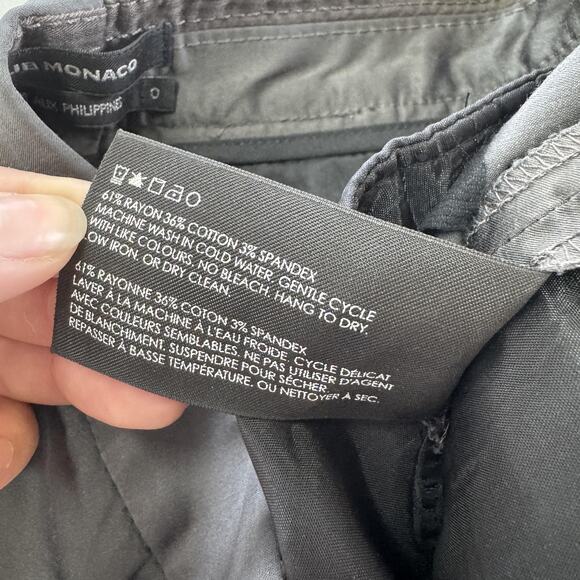 UB MONACO
PHILIPPINES
0
61% RAYON 36% COTTON 3% SPANDEX
MACHINE WASH IN COLD WATER, GENTLE CYCLE
WITH LIKE COLOURS. NO BLEACH. HANG TO DRY.
LOW IRON. OR DRY CLEAN.
61% RAYONNE 36% COTON 3% SPANDEX
LAVER À LA MACHINE À L'EAU FROIDE, CYCLE DÉLICAT
AVEC COULEURS SEMBLABLES. NE PAS UTILISER D'AGENT
DE BLANCHIMENT. SUSPENDRE POUR SÉCHER.
REPASSER À BASSE TEMPÉRATURE. OU NETTOYER À SEC.